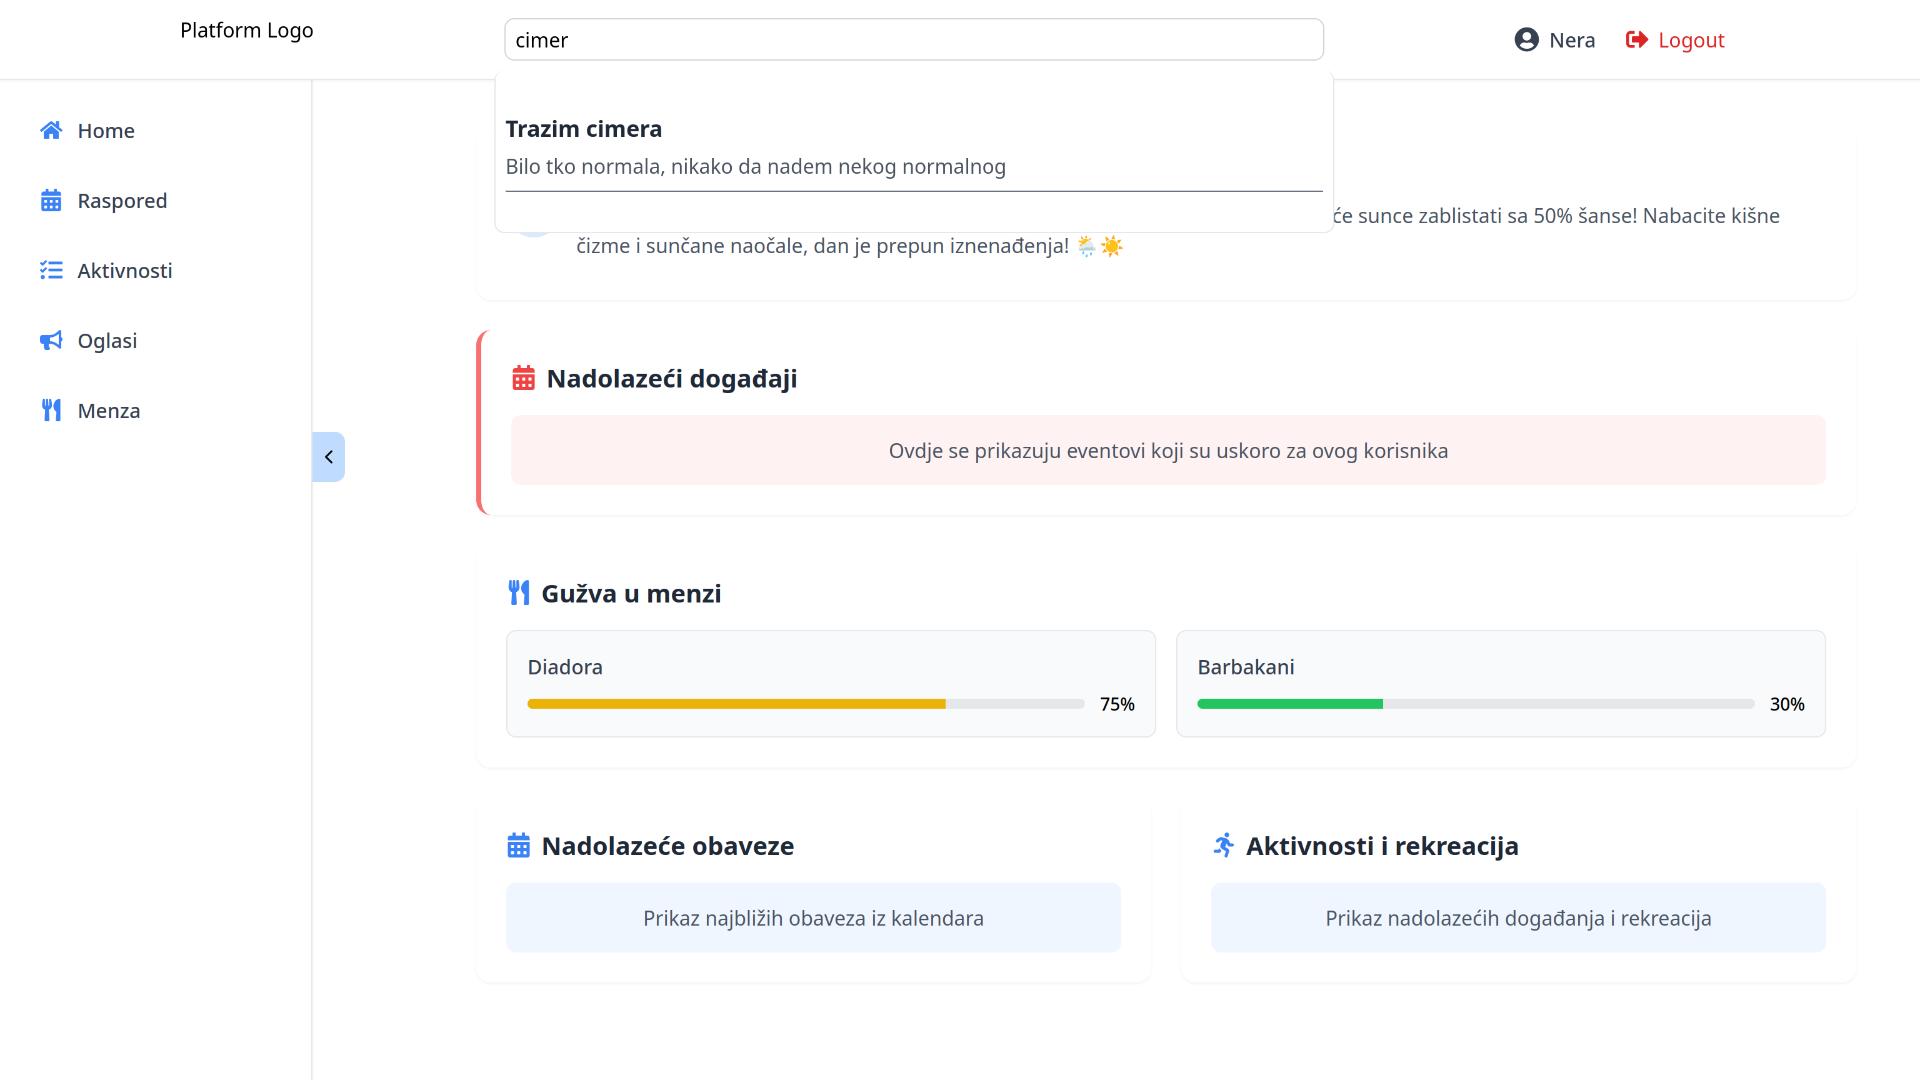 Platform Logo
cimer
Nera
Logout
Home
Raspored
Aktivnosti
Oglasi
Menza
Trazim cimera
Bilo tko normala, nikako da nadem nekog normalnog
će sunce zablistati sa 50% šanse! Nabacite kišne
čizme i sunčane naočale, dan je prepun iznenađenja! 🌦️☀️
Nadolazeći događaji
Ovdje se prikazuju eventovi koji su uskoro za ovog korisnika
Gužva u menzi
Diadora
75%
Barbakani
30%
Nadolazeće obaveze
Prikaz najbližih obaveza iz kalendara
Aktivnosti i rekreacija
Prikaz nadolazećih događanja i rekreacija